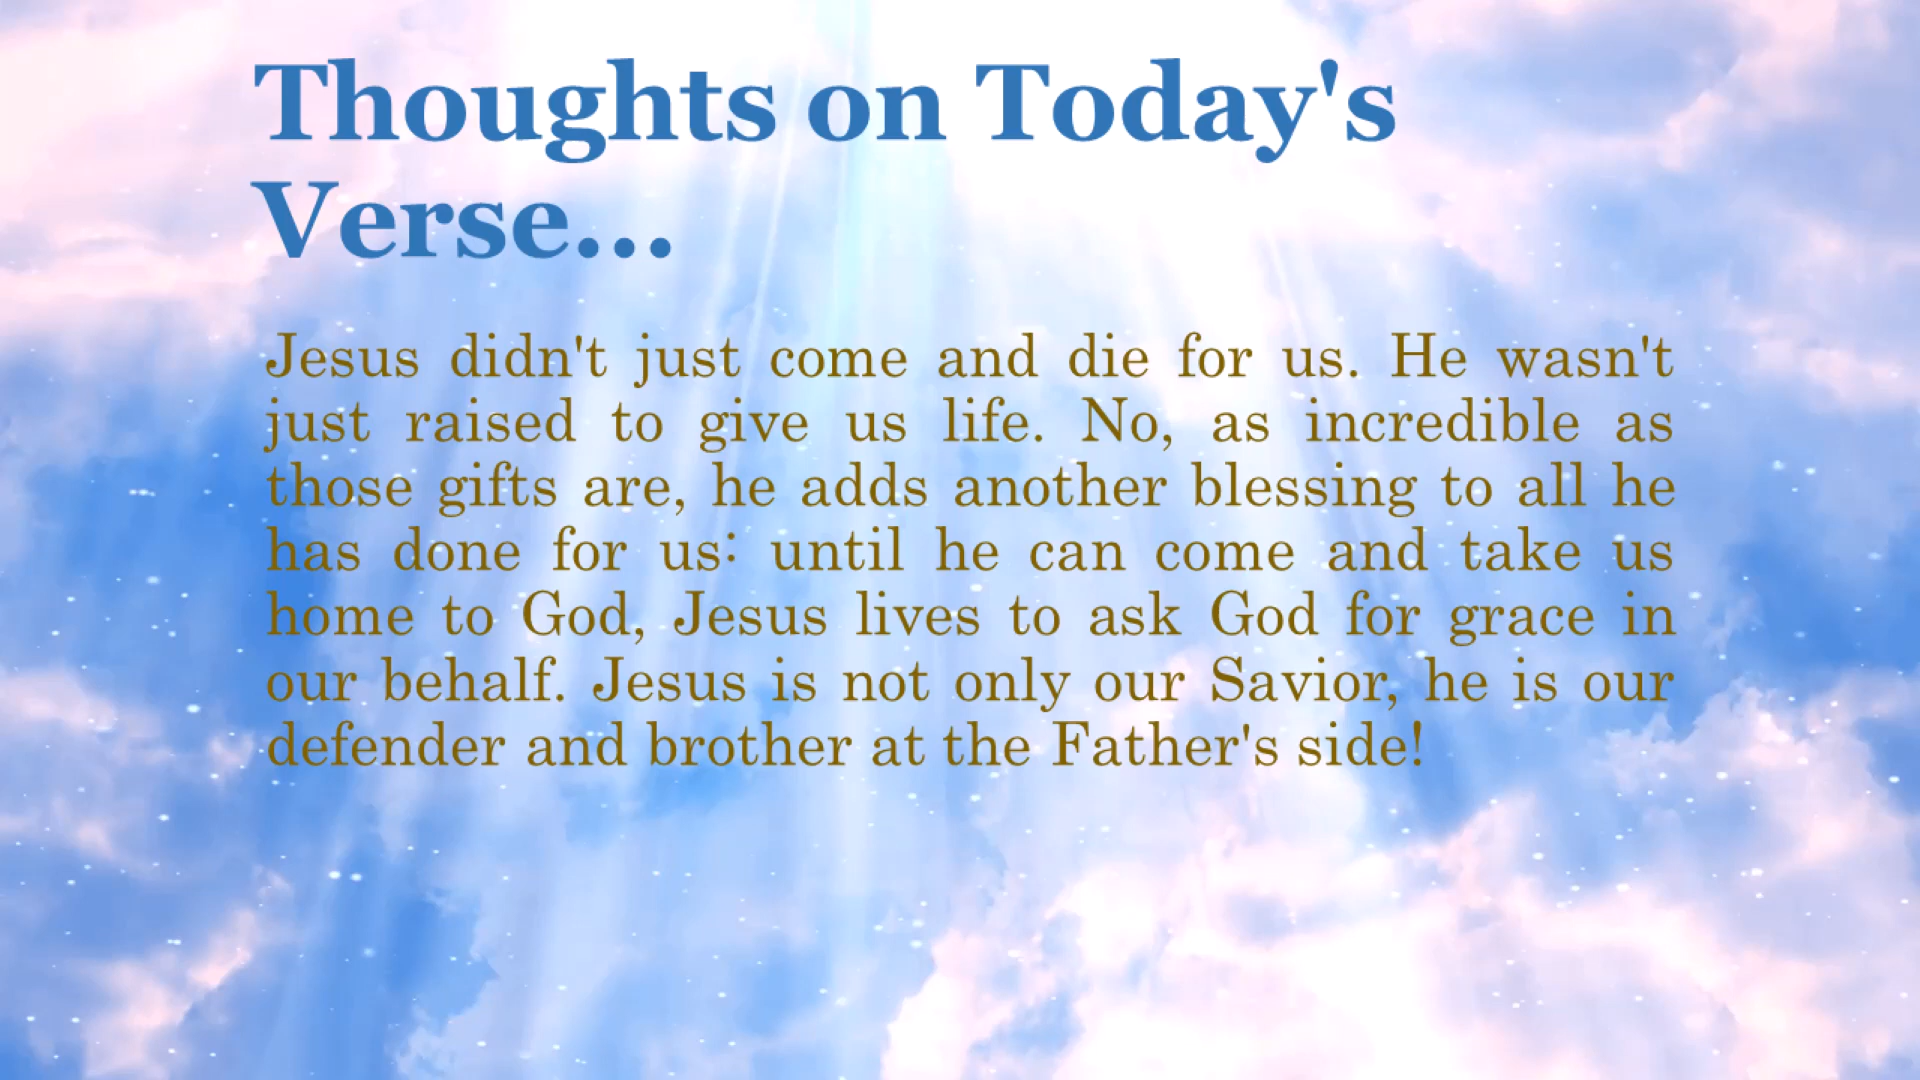 Thoughts on Today's
Verse...
Jesus didn't just come and die for us. He wasn't
just raised to give us life. No, as incredible as
those gifts are, he adds another blessing to all he
has done for us: until he can come and take us
home to God, Jesus lives to ask God for grace in
our behalf. Jesus is not only our Savior, he is our
defender and brother at the Father's side!